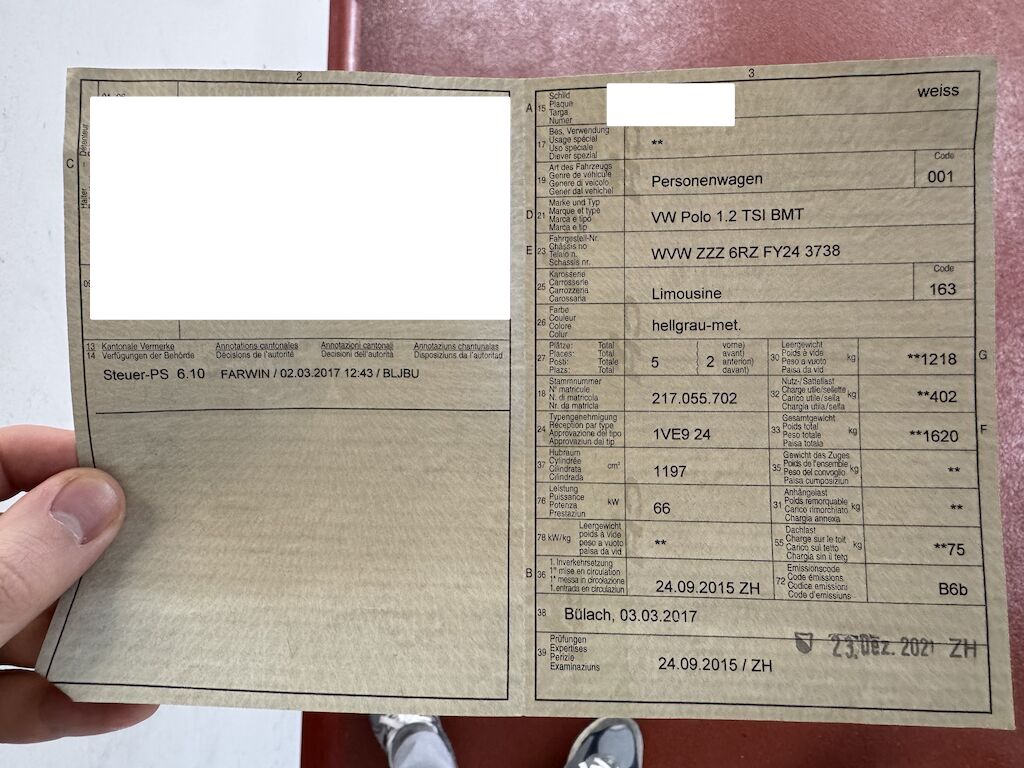 2
C
Halter – Détenteur
09
13 Kantonale Vermerke Annotations cantonales Annotazioni cantonali Annotaziuns chantunalas
14 Verfügungen der Behörde Décisions de l'autorité Decisioni dell'autorità Disposiziuns da l'autoritad
Steuer-PS 6.10 FARWIN / 02.03.2017 12:43 / BLJBU
3
A 15 Schild
Plaque
Targa
Numer
weiss
17 Bes. Verwendung
Usage spécial
Uso speciale
Diever spezial
**
19 Art des Fahrzeugs
Genre de véhicule
Genere di veicolo
Gener dal vehichel
Personenwagen
Code
001
D 21 Marke und Typ
Marque et type
Marca e tipo
Marca e tip
VW Polo 1.2 TSI BMT
E 23 Fahrgestell-Nr.
Châssis no
Telaio n.
Schassis nr.
WVW ZZZ 6RZ FY24 3738
25 Karosserie
Carrosserie
Carrozzeria
Carossaria
Limousine
Code
163
26 Farbe
Couleur
Colore
Colur
hellgrau-met.
27 Plätze: Total
Places: Total
Posti: Totale
Plazs: Total
5
( 2 vorne)
( avant)
( anterion)
( davant)
30 Leergewicht
Poids à vide
Peso a vuoto
Paisa da vid
kg
**1218
G
18 Stammnummer
N° matricule
N. di matricola
Nr. da matricla
217.055.702
32 Nutz-/Sattellast
Charge utile/sellette
Carico utile/sella
Chargia utila/sella
kg
**402
24 Typengenehmigung
Réception par type
Approvazione del tipo
Approvaziun dal tip
1VE9 24
33 Gesamtgewicht
Poids total
Peso totale
Paisa totala
kg
**1620
F
37 Hubraum
Cylindrée
Cilindrata
Cilindrada
cm³
1197
35 Gewicht des Zuges
Poids de l'ensemble
Peso del convoglio
Paisa cumposiziun
kg
**
76 Leistung
Puissance
Potenza
Prestaziun
kW
66
31 Anhängelast
Poids remorquable
Carico rimorchiato
Chargia annexa
kg
**
78 kW/kg Leergewicht
poids à vide
peso a vuoto
paisa da vid
**
55 Dachlast
Charge sur le toit
Carico sul tetto
Chargia sin il tetg
kg
**75
B 36 1. Inverkehrsetzung
1re mise en circulation
1a messa in circolazione
1. entrada en circulaziun
24.09.2015 ZH
72 Emissionscode
Code émissions
Codice emissioni
Code d'emissiuns
B6b
38 Bülach, 03.03.2017
39 Prüfungen
Expertises
Perizie
Examinaziuns
24.09.2015 / ZH
23. Dez. 2021 ZH